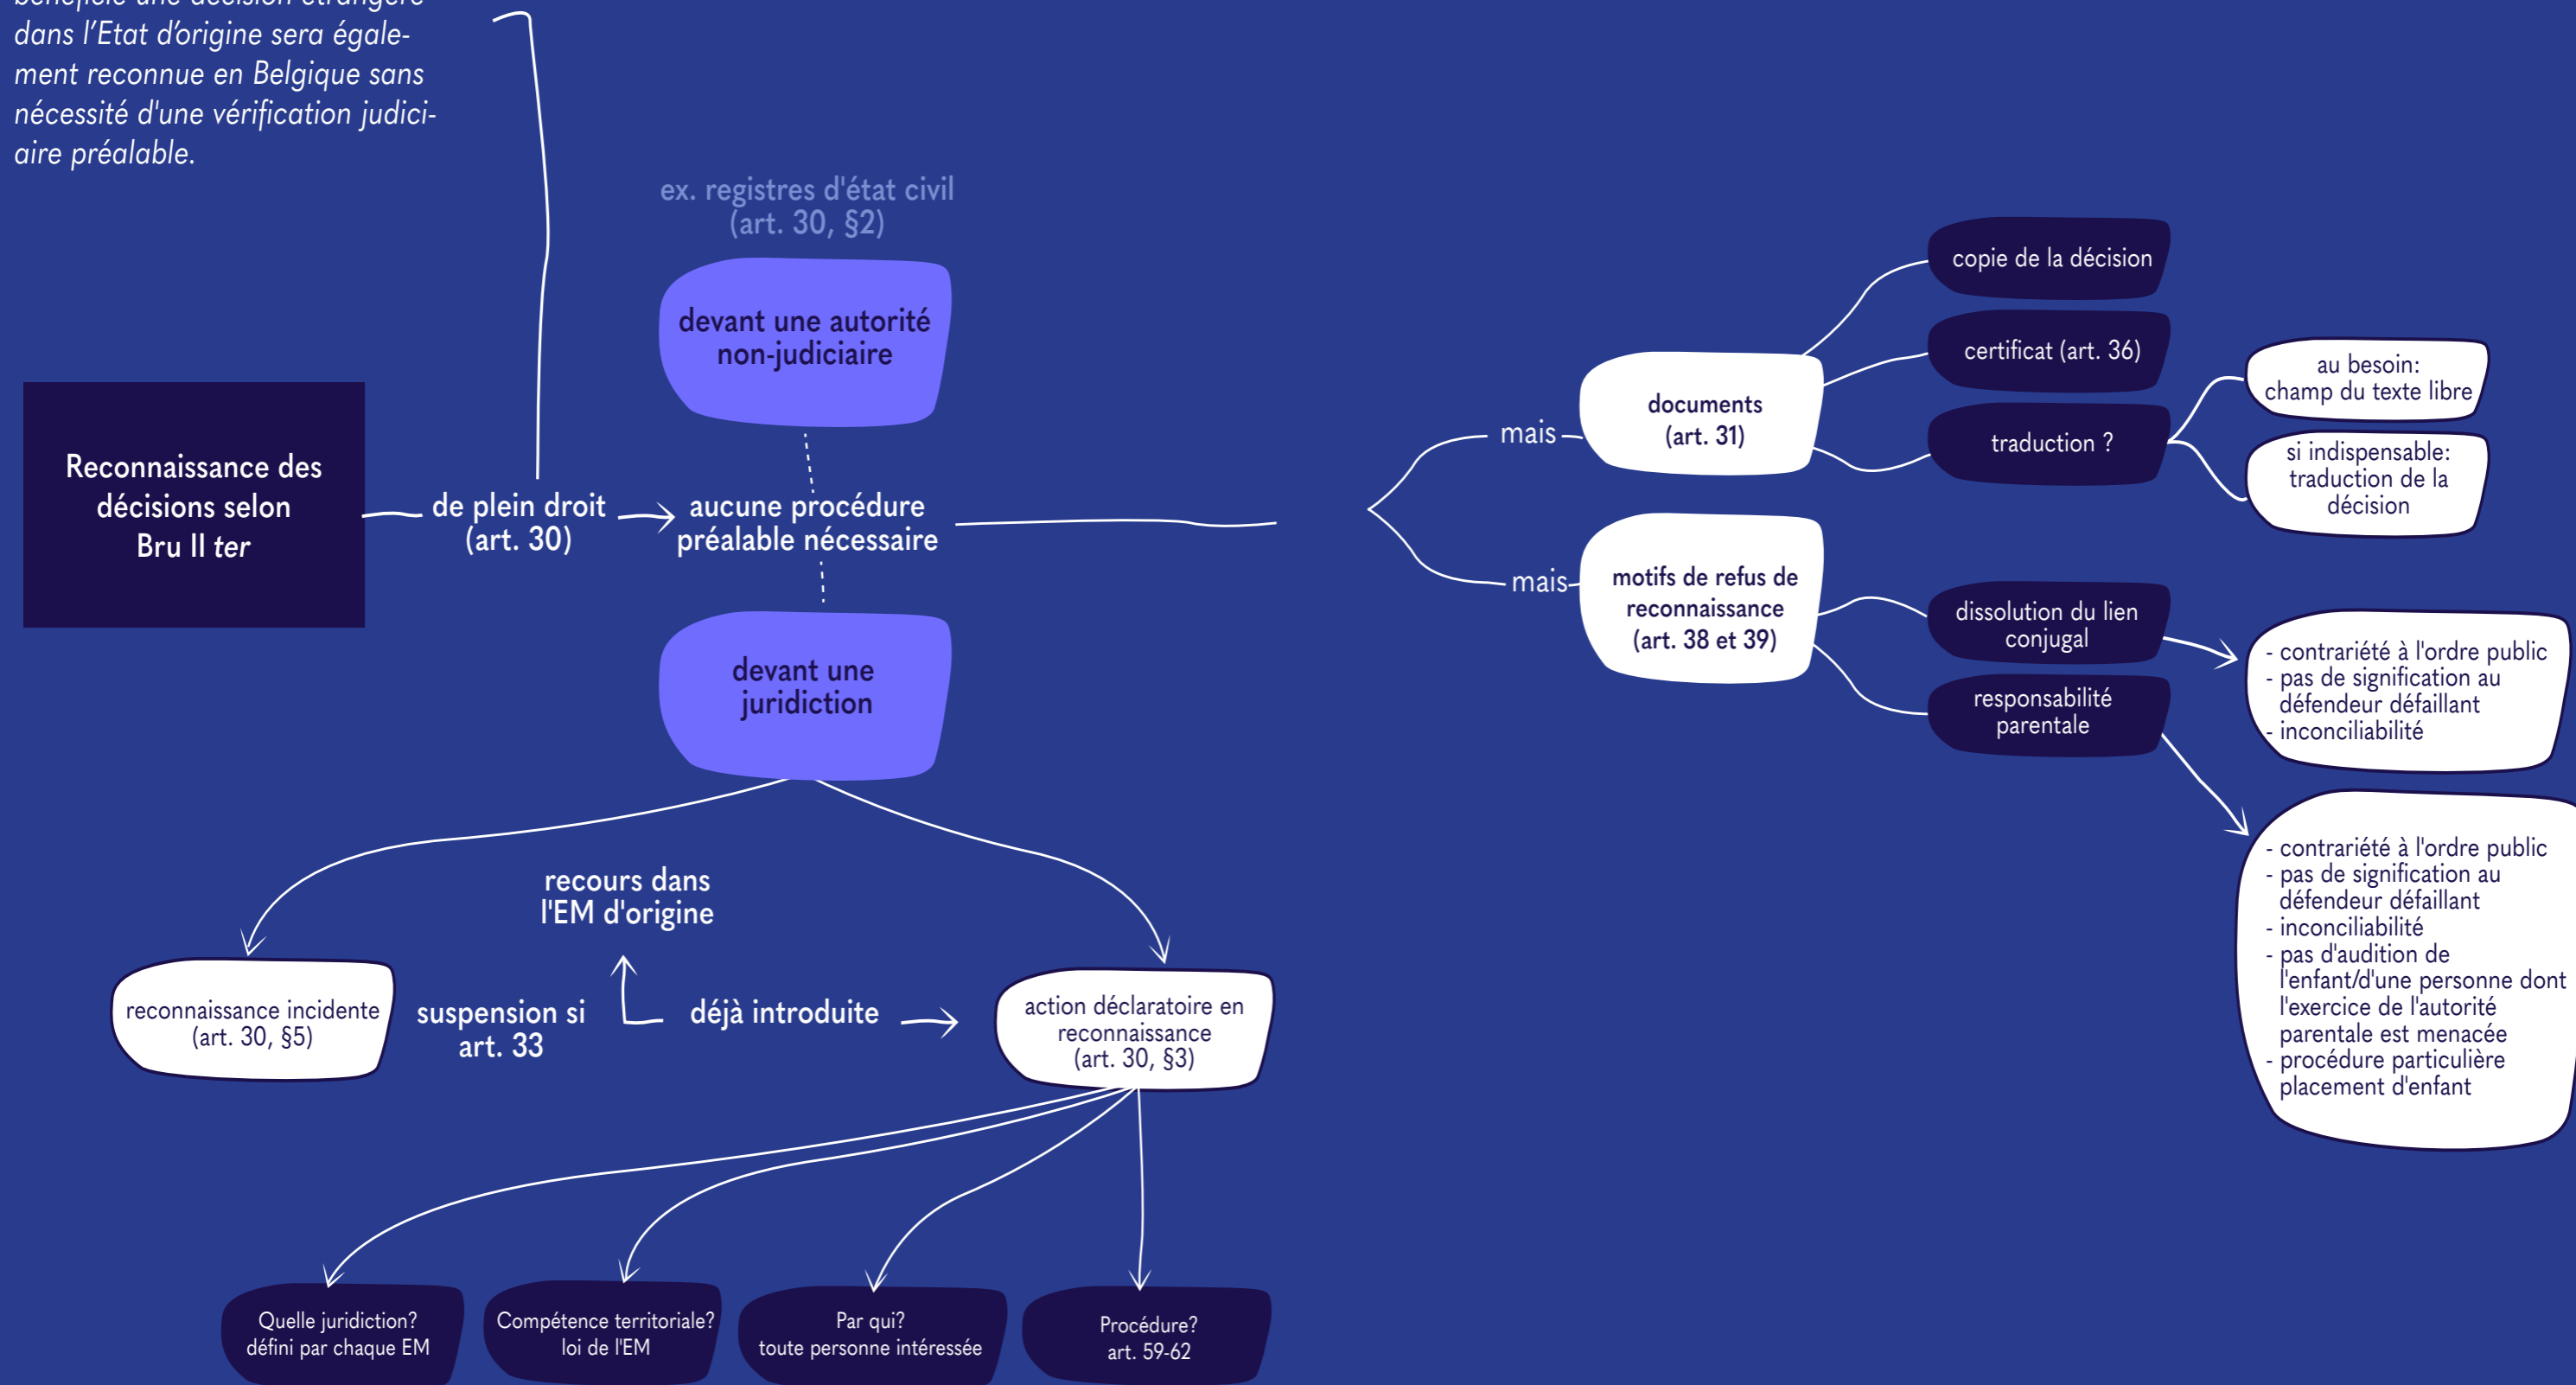 bénéficie une décision étrangère
dans l'Etat d'origine sera égale-
ment reconnue en Belgique sans
nécessité d'une vérification judici-
aire préalable.
ex. registres d'état civil
(art. 30, §2)
devant une autorité
non-judiciaire
Reconnaissance des
décisions selon
Bru II ter
de plein droit
(art. 30)
aucune procédure
préalable nécessaire
devant une
juridiction
recours dans
l'EM d'origine
reconnaissance incidente
(art. 30, §5)
suspension si
art. 33
déjà introduite
action déclaratoire en
reconnaissance
(art. 30, §3)
Quelle juridiction?
défini par chaque EM
Compétence territoriale?
loi de l'EM
Par qui?
toute personne intéressée
Procédure?
art. 59-62
mais
documents
(art. 31)
copie de la décision
certificat (art. 36)
traduction ?
au besoin:
champ du texte libre
si indispensable:
traduction de la
décision
mais
motifs de refus de
reconnaissance
(art. 38 et 39)
dissolution du lien
conjugal
- contrariété à l'ordre public
- pas de signification au
défendeur défaillant
- inconciliabilité
responsabilité
parentale
- contrariété à l'ordre public
- pas de signification au
défendeur défaillant
- inconciliabilité
- pas d'audition de
l'enfant/d'une personne dont
l'exercice de l'autorité
parentale est menacée
- procédure particulière
placement d'enfant